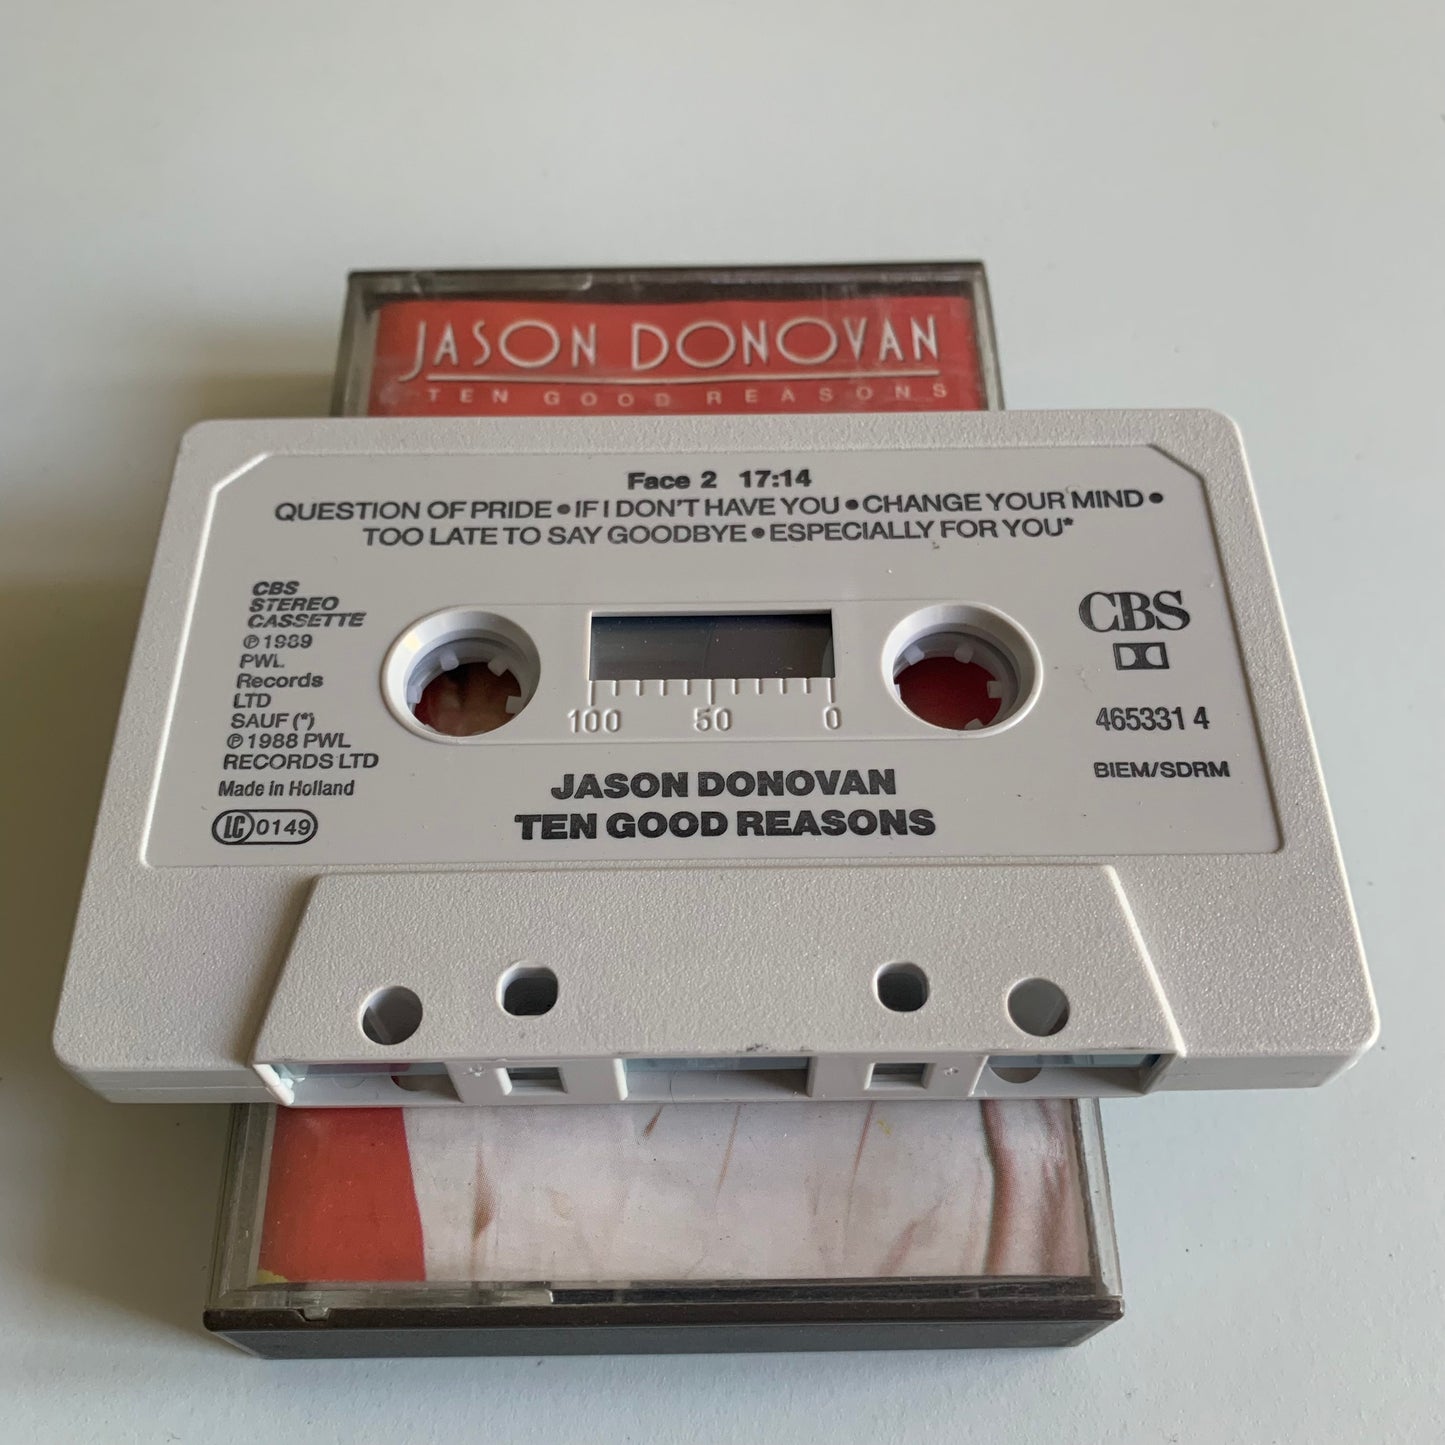 JASON DONOVAN
TEN GOOD REASONS
Face 2 17:14
QUESTION OF PRIDE • IF I DON'T HAVE YOU • CHANGE YOUR MIND •
TOO LATE TO SAY GOODBYE • ESPECIALLY FOR YOU*
CBS
STEREO
CASSETTE
℗ 1989
PWL
Records
LTD
SAUF (*)
℗ 1988 PWL
RECORDS LTD
Made in Holland
LC 0149
100 50 0
CBS
465331 4
BIEM/SDRM
JASON DONOVAN
TEN GOOD REASONS